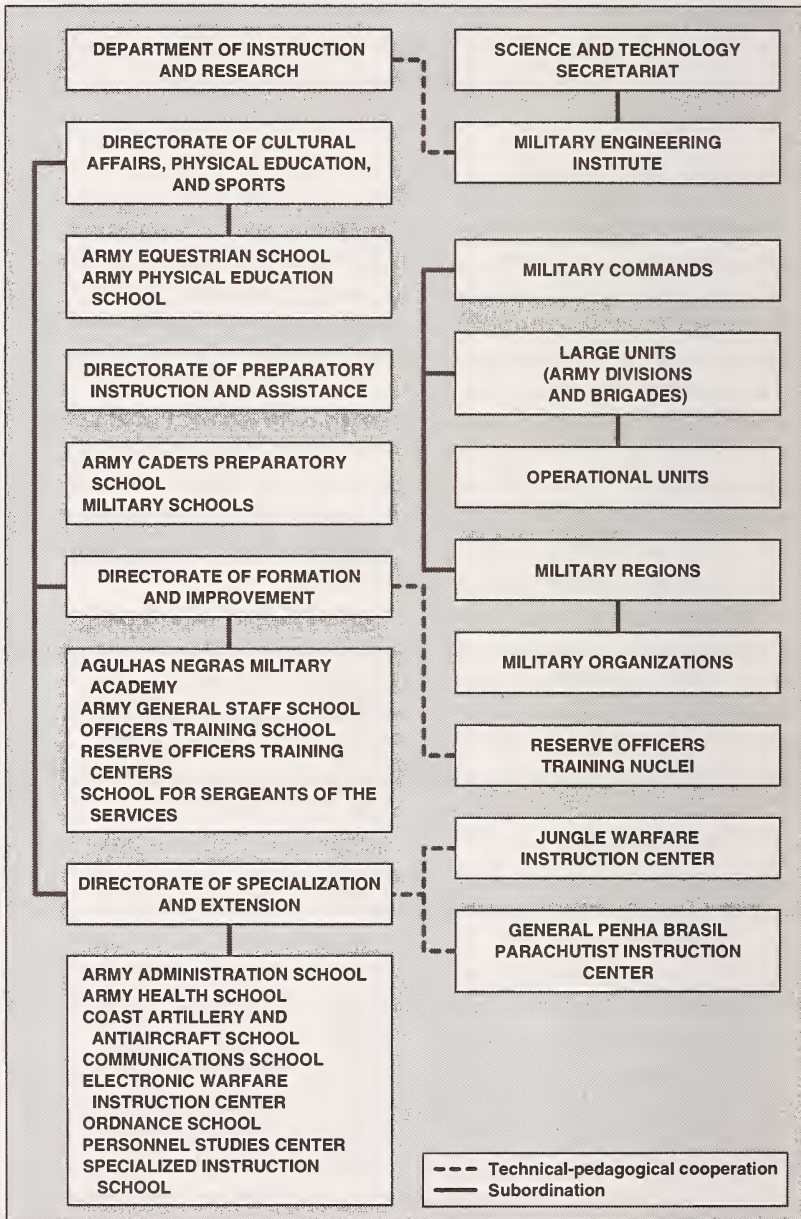 DEPARTMENT OF INSTRUCTION
AND RESEARCH
SCIENCE AND TECHNOLOGY
SECRETARIAT
DIRECTORATE OF CULTURAL
AFFAIRS, PHYSICAL EDUCATION,
AND SPORTS
MILITARY ENGINEERING
INSTITUTE
ARMY EQUESTRIAN SCHOOL
ARMY PHYSICAL EDUCATION
SCHOOL
MILITARY COMMANDS
DIRECTORATE OF PREPARATORY
INSTRUCTION AND ASSISTANCE
LARGE UNITS
(ARMY DIVISIONS
AND BRIGADES)
ARMY CADETS PREPARATORY
SCHOOL
MILITARY SCHOOLS
OPERATIONAL UNITS
DIRECTORATE OF FORMATION
AND IMPROVEMENT
MILITARY REGIONS
AGULHAS NEGRAS MILITARY
ACADEMY
ARMY GENERAL STAFF SCHOOL
OFFICERS TRAINING SCHOOL
RESERVE OFFICERS TRAINING
CENTERS
SCHOOL FOR SERGEANTS OF THE
SERVICES
MILITARY ORGANIZATIONS
RESERVE OFFICERS
TRAINING NUCLEI
DIRECTORATE OF SPECIALIZATION
AND EXTENSION
JUNGLE WARFARE
INSTRUCTION CENTER
GENERAL PENHA BRASIL
PARACHUTIST INSTRUCTION
CENTER
ARMY ADMINISTRATION SCHOOL
ARMY HEALTH SCHOOL
COAST ARTILLERY AND
ANTIAIRCRAFT SCHOOL
COMMUNICATIONS SCHOOL
ELECTRONIC WARFARE
INSTRUCTION CENTER
ORDNANCE SCHOOL
PERSONNEL STUDIES CENTER
SPECIALIZED INSTRUCTION
SCHOOL
Technical-pedagogical cooperation
Subordination